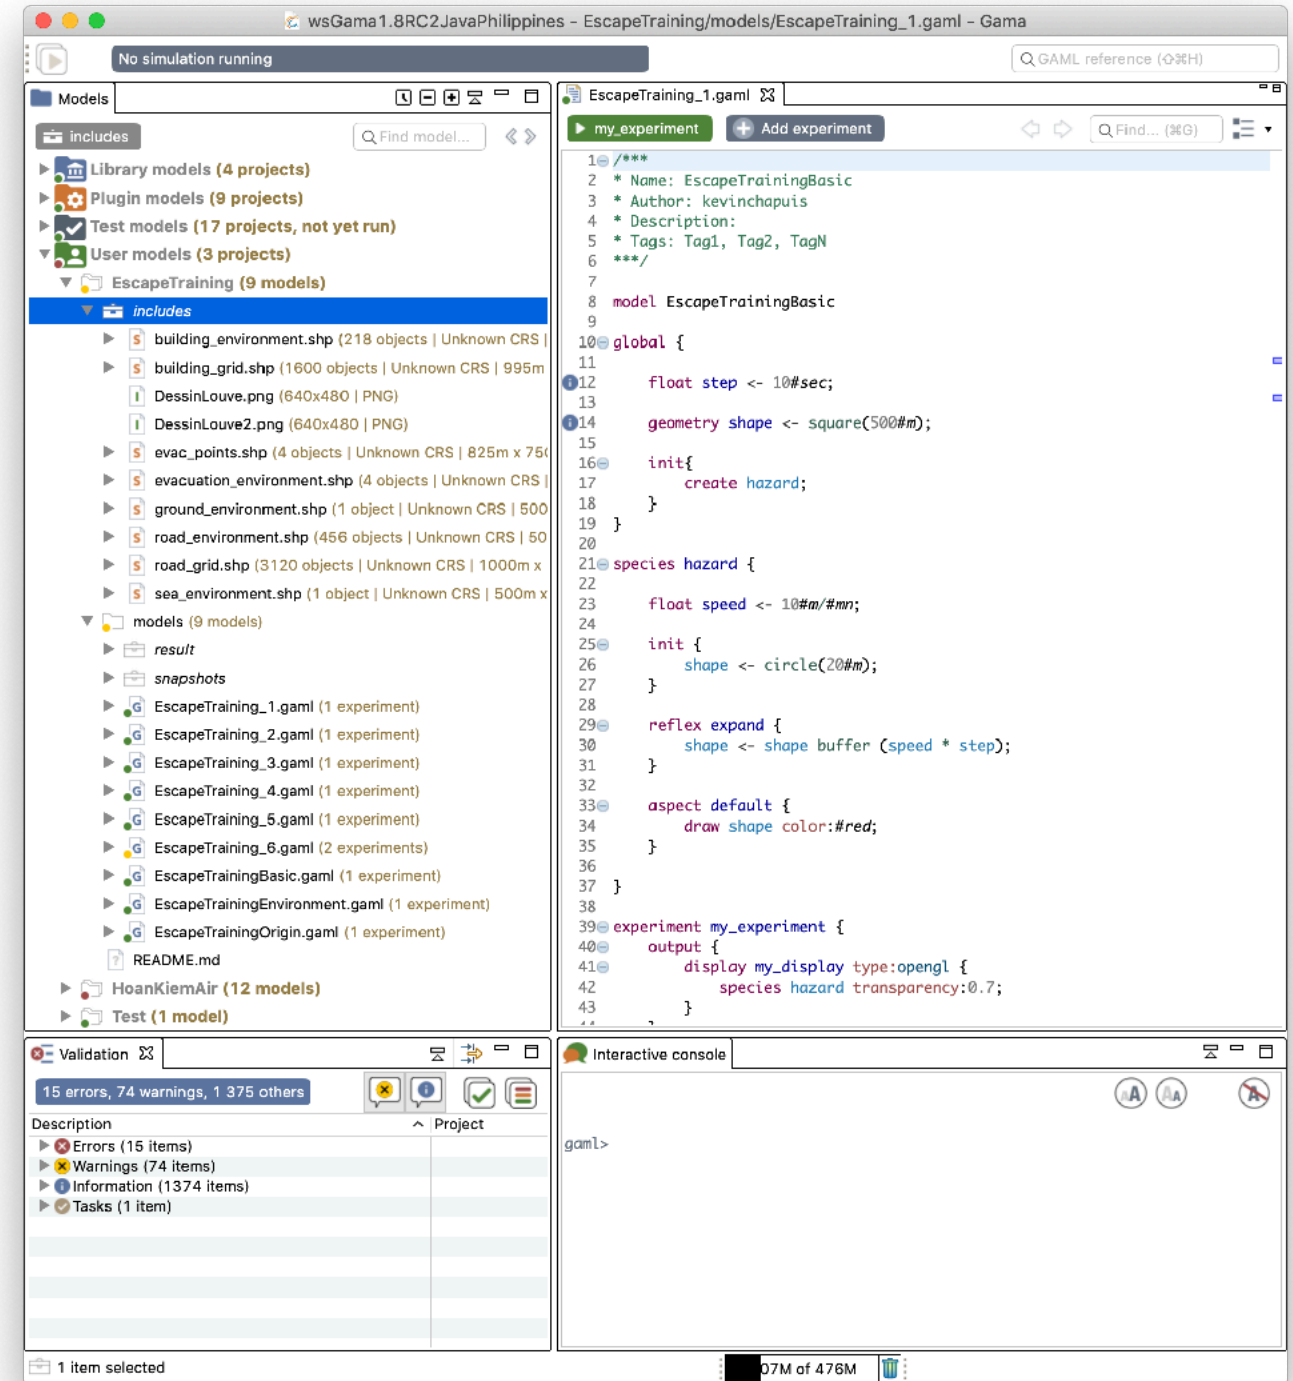 wsGama1.8RC2JavaPhilippines - EscapeTraining/models/EscapeTraining_1.gaml - Gama
No simulation running
GAML reference (⇧⌘H)
Models
includes
Find model...
Library models (4 projects)
Plugin models (9 projects)
Test models (17 projects, not yet run)
User models (3 projects)
EscapeTraining (9 models)
includes
building_environment.shp (218 objects | Unknown CRS |
building_grid.shp (1600 objects | Unknown CRS | 995m
DessinLouve.png (640x480 | PNG)
DessinLouve2.png (640x480 | PNG)
evac_points.shp (4 objects | Unknown CRS | 825m x 750
evacuation_environment.shp (4 objects | Unknown CRS |
ground_environment.shp (1 object | Unknown CRS | 500
road_environment.shp (456 objects | Unknown CRS | 50
road_grid.shp (3120 objects | Unknown CRS | 1000m x
sea_environment.shp (1 object | Unknown CRS | 500m x
models (9 models)
result
snapshots
EscapeTraining_1.gaml (1 experiment)
EscapeTraining_2.gaml (1 experiment)
EscapeTraining_3.gaml (1 experiment)
EscapeTraining_4.gaml (1 experiment)
EscapeTraining_5.gaml (1 experiment)
EscapeTraining_6.gaml (2 experiments)
EscapeTrainingBasic.gaml (1 experiment)
EscapeTrainingEnvironment.gaml (1 experiment)
EscapeTrainingOrigin.gaml (1 experiment)
README.md
HoanKiemAir (12 models)
Test (1 model)
EscapeTraining_1.gaml
my_experiment
Add experiment
Find... (⌘G)
1 /***
2 * Name: EscapeTrainingBasic
3 * Author: kevinchapuis
4 * Description:
5 * Tags: Tag1, Tag2, TagN
6 ***/
7
8 model EscapeTrainingBasic
9
10 global {
11
12 float step <- 10#sec;
13
14 geometry shape <- square(500#m);
15
16 init{
17 create hazard;
18 }
19 }
20
21 species hazard {
22
23 float speed <- 10#m/#mn;
24
25 init {
26 shape <- circle(20#m);
27 }
28
29 reflex expand {
30 shape <- shape buffer (speed * step);
31 }
32
33 aspect default {
34 draw shape color:#red;
35 }
36
37 }
38
39 experiment my_experiment {
40 output {
41 display my_display type:opengl {
42 species hazard transparency:0.7;
43 }
Validation
15 errors, 74 warnings, 1 375 others
Description Project
Errors (15 items)
Warnings (74 items)
Information (1374 items)
Tasks (1 item)
Interactive console
gaml>
1 item selected
07M of 476M